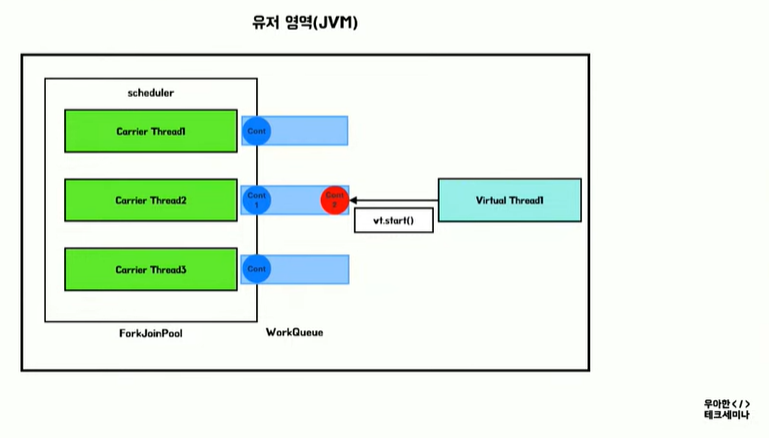 유저 영역(JVM)
scheduler
Carrier Thread1
Cont
Carrier Thread2
Cont
1
Cont
2
Virtual Thread1
vt.start()
Carrier Thread3
Cont
ForkJoinPool
WorkQueue
우아한</>
테크세미나